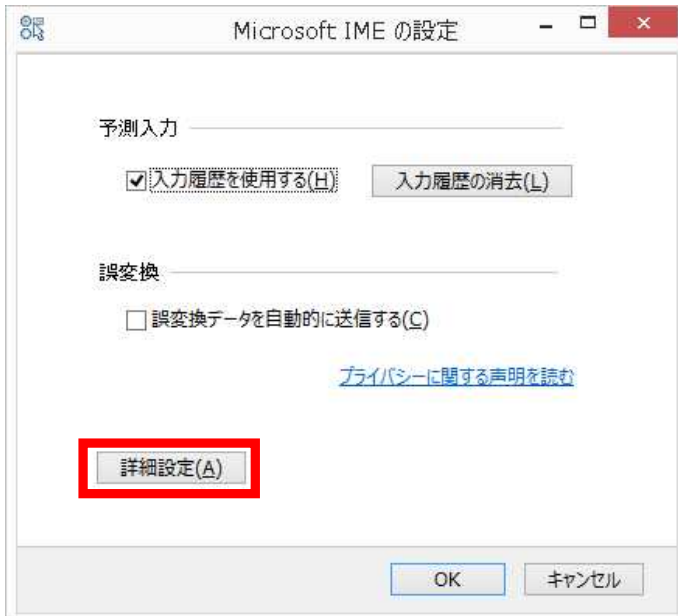 Microsoft IME の設定
予測入力
入力履歴を使用する(H) 入力履歴の消去(L)
誤変換
誤変換データを自動的に送信する(C)
プライバシーに関する声明を読む
詳細設定(A)
OK キャンセル